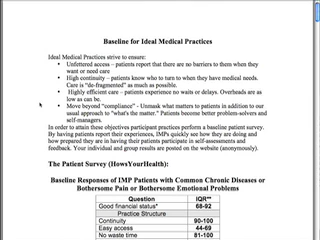 Baseline for Ideal Medical Practices
Ideal Medical Practices strive to ensure:
• Unfettered access – patients report that there are no barriers to them when they
want or need care
• High continuity – patients know who to turn to when they have medical needs.
Care is "de-fragmented" as much as possible.
• Highly efficient care – patients experience no waits or delays. Overheads are as
low as can be.
• Move beyond "compliance" - Unmask what matters to patients in addition to our
usual approach to "what's the matter." Patients become better problem-solvers and
self-managers.
In order to attain these objectives participant practices perform a baseline patient survey.
By having patients report their experiences, IMPs quickly see how they are doing and
how prepared they are in having their patients participate in self-assessments and
feedback. Your individual and group results are posted on the website (anonymously).
The Patient Survey (HowsYourHealth):
Baseline Responses of IMP Patients with Common Chronic Diseases or
Bothersome Pain or Bothersome Emotional Problems
Question IQR**
Good financial status* 68-92
Practice Structure
Continuity 90-100
Easy access 44-69
No waste time 81-100